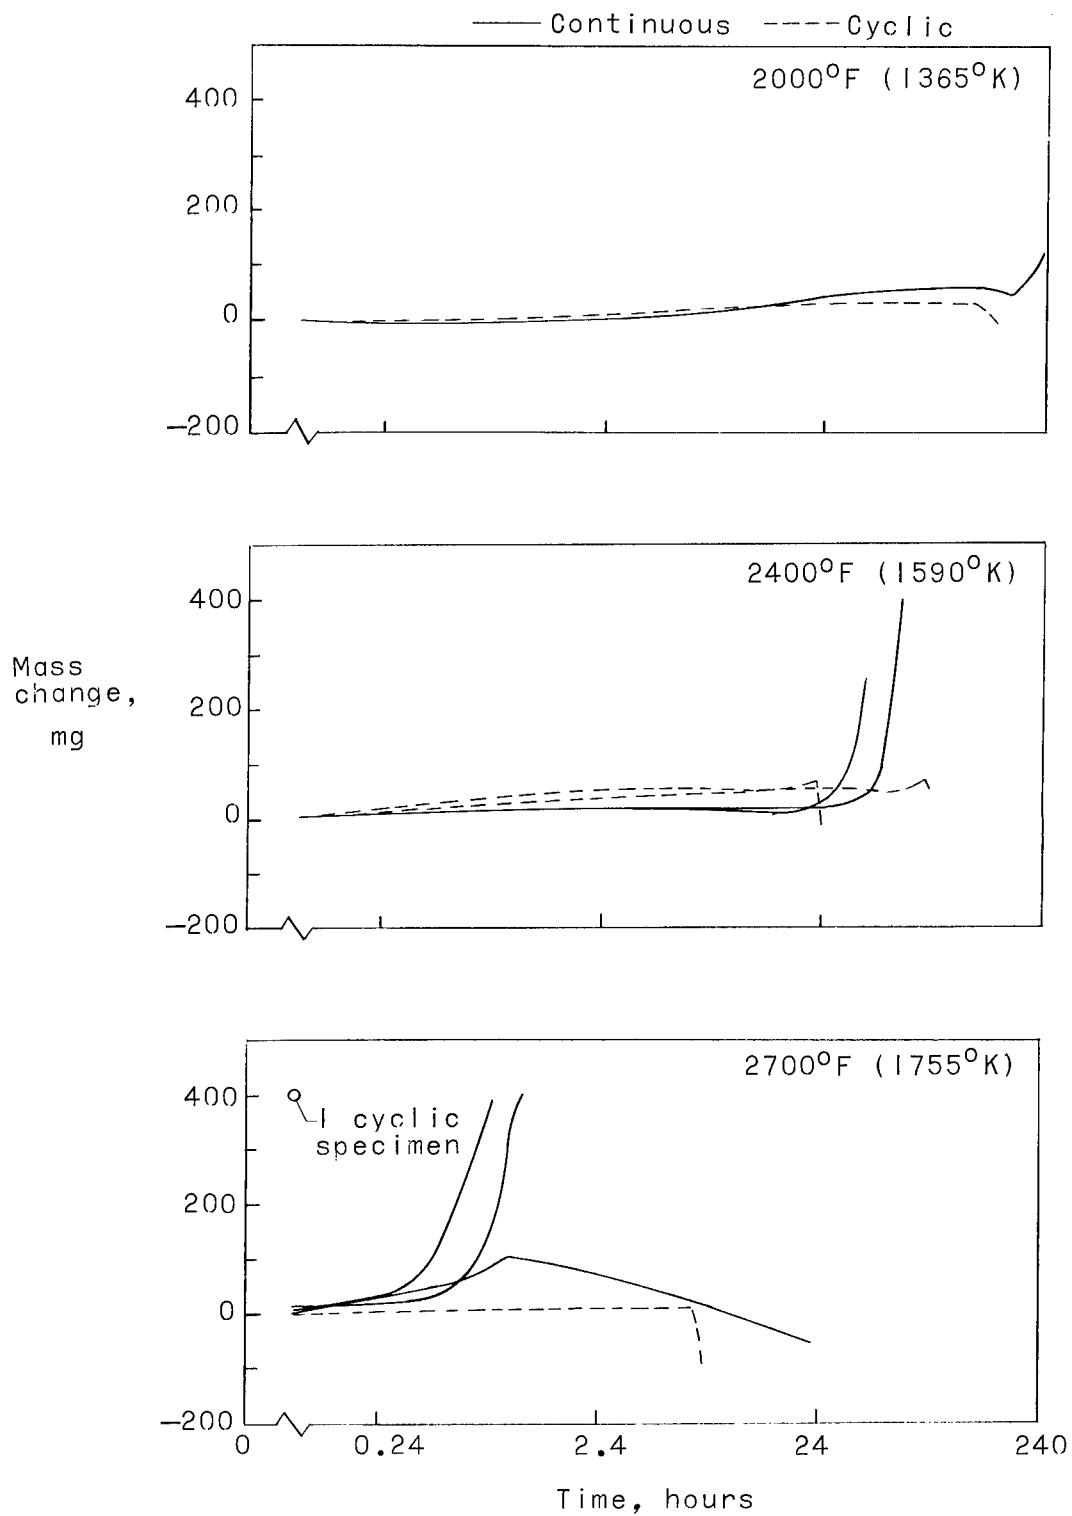 Continuous Cyclic
2000°F (1365°K)
400
200
0
-200
2400°F (1590°K)
400
Mass
change,
mg
200
0
-200
2700°F (1755°K)
400
1 cyclic
specimen
200
0
-200
0 0.24 2.4 24 240
Time, hours